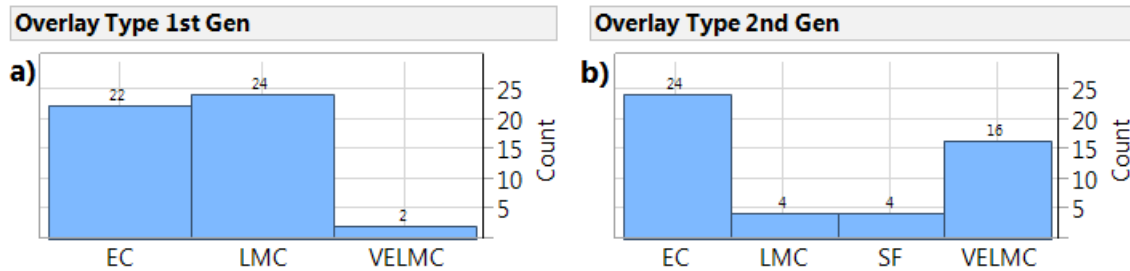 Overlay Type 1st Gen
a)
22
24
2
25
20
15
10
5
Count
EC LMC VELMC
Overlay Type 2nd Gen
b)
24
4
4
16
25
20
15
10
5
Count
EC LMC SF VELMC